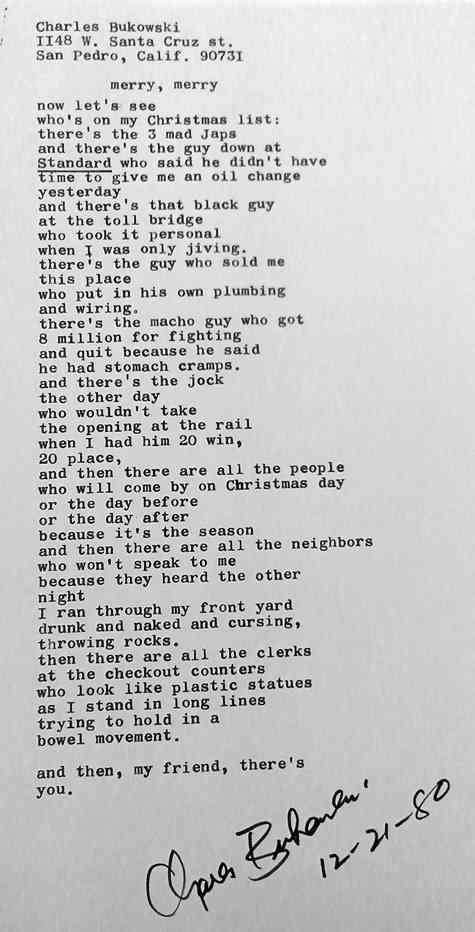 Charles Bukowski
II48 W. Santa Cruz st.
San Pedro, Calif. 9073I
merry, merry
now let's see
who's on my Christmas list:
there's the 3 mad Japs
and there's the guy down at
Standard who said he didn't have
time to give me an oil change
yesterday
and there's that black guy
at the toll bridge
who took it personal
when I was only jiving.
there's the guy who sold me
this place
who put in his own plumbing
and wiring.
there's the macho guy who got
8 million for fighting
and quit because he said
he had stomach cramps.
and there's the jock
the other day
who wouldn't take
the opening at the rail
when I had him 20 win,
20 place,
and then there are all the people
who will come by on Christmas day
or the day before
or the day after
because it's the season
and then there are all the neighbors
who won't speak to me
because they heard the other
night
I ran through my front yard
drunk and naked and cursing,
throwing rocks.
then there are all the clerks
at the checkout counters
who look like plastic statues
as I stand in long lines
trying to hold in a
bowel movement.
and then, my friend, there's
you.
Charles Bukowski
12-21-80